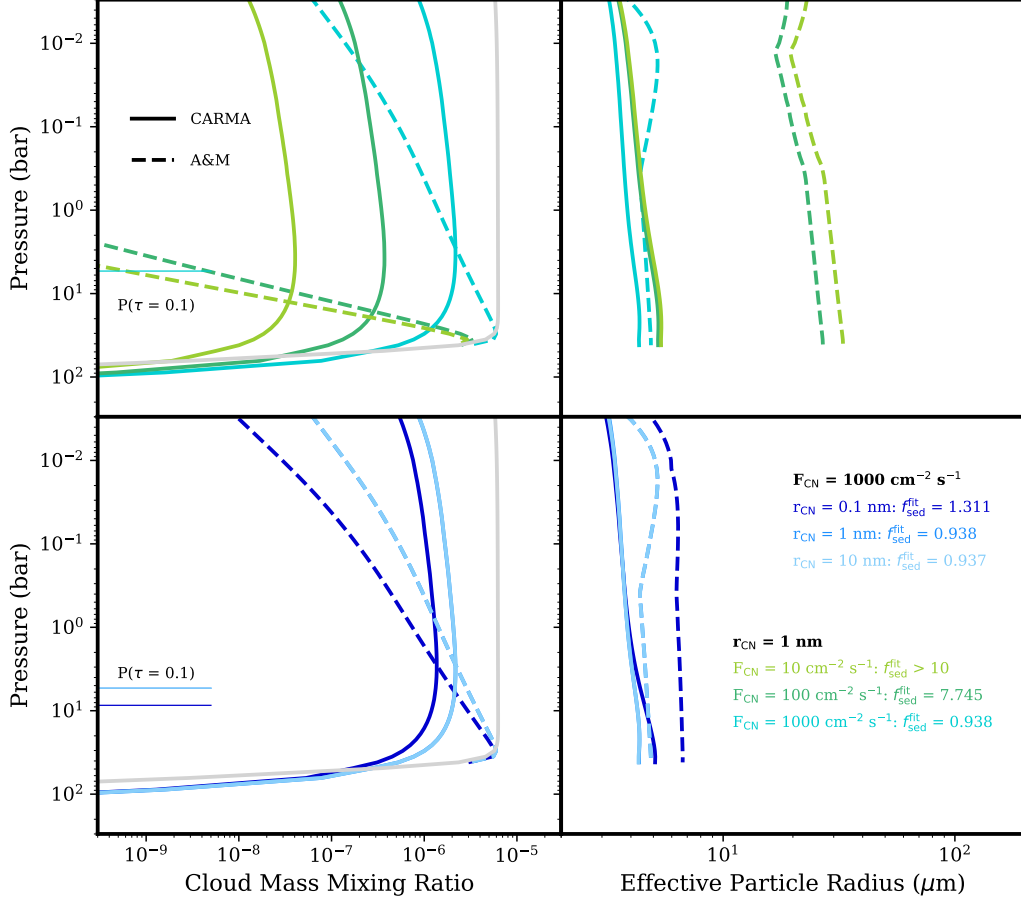 Pressure (bar)
10⁻²
10⁻¹
10⁰
10¹
10²
CARMA
A&M
P(τ = 0.1)
Pressure (bar)
10⁻²
10⁻¹
10⁰
10¹
10²
P(τ = 0.1)
F_CN = 1000 cm⁻² s⁻¹
r_CN = 0.1 nm: f_sed^fit = 1.311
r_CN = 1 nm: f_sed^fit = 0.938
r_CN = 10 nm: f_sed^fit = 0.937
r_CN = 1 nm
F_CN = 10 cm⁻² s⁻¹: f_sed^fit > 10
F_CN = 100 cm⁻² s⁻¹: f_sed^fit = 7.745
F_CN = 1000 cm⁻² s⁻¹: f_sed^fit = 0.938
10⁻⁹ 10⁻⁸ 10⁻⁷ 10⁻⁶ 10⁻⁵
10¹ 10²
Cloud Mass Mixing Ratio
Effective Particle Radius (μm)